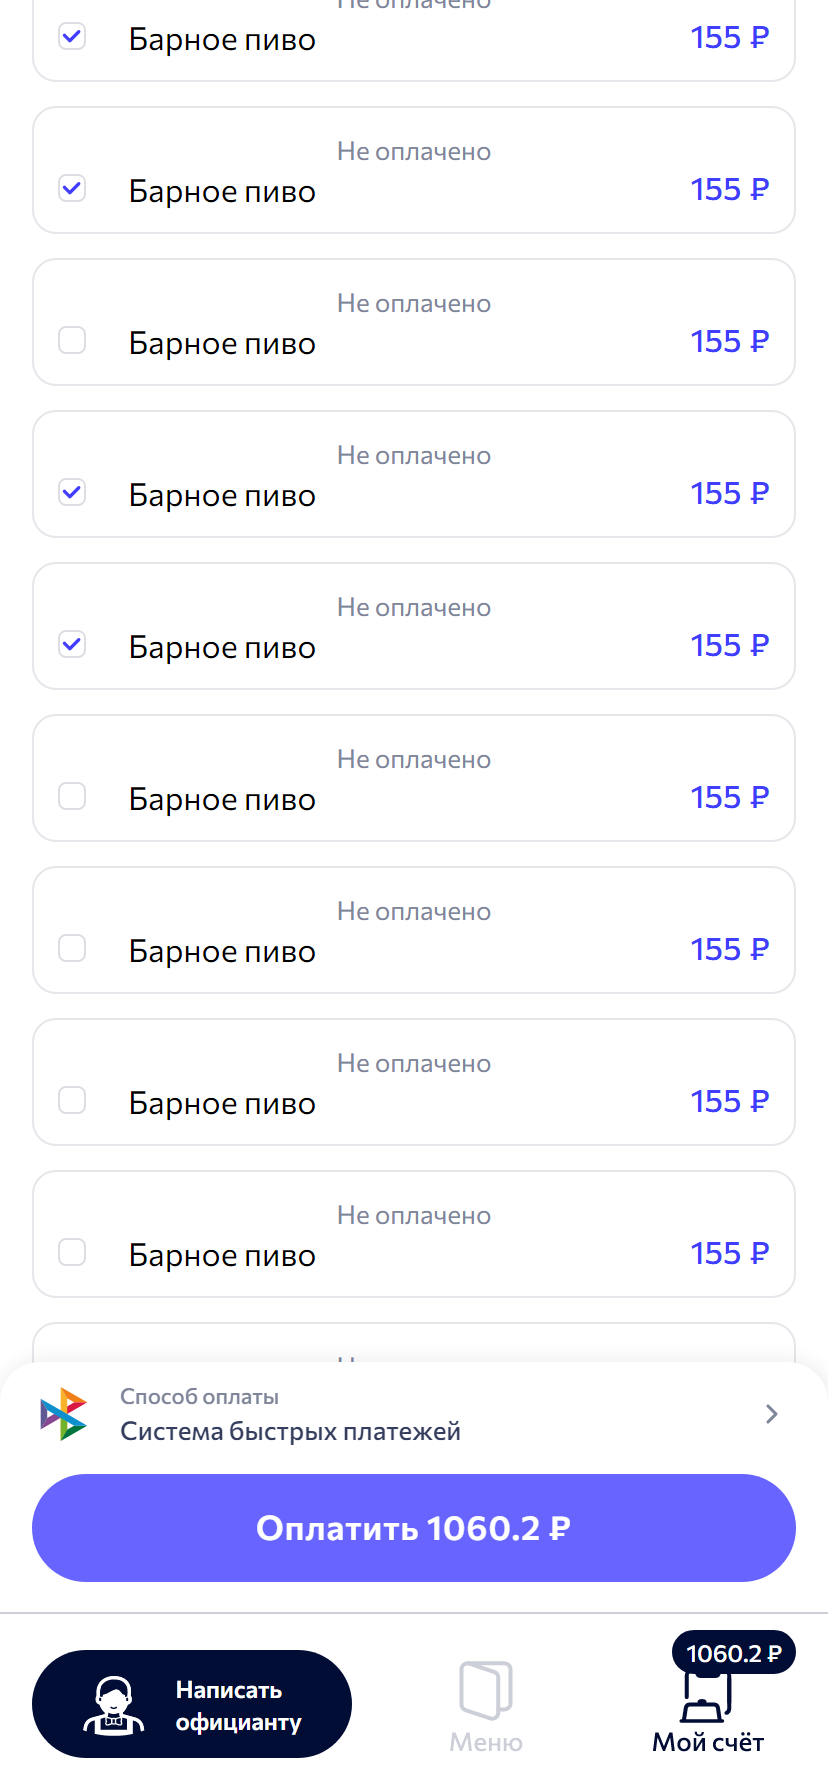 Не оплачено
Барное пиво 155 ₽
Не оплачено
Барное пиво 155 ₽
Не оплачено
Барное пиво 155 ₽
Не оплачено
Барное пиво 155 ₽
Не оплачено
Барное пиво 155 ₽
Не оплачено
Барное пиво 155 ₽
Не оплачено
Барное пиво 155 ₽
Не оплачено
Барное пиво 155 ₽
Не оплачено
Барное пиво 155 ₽
Способ оплаты
Система быстрых платежей
Оплатить 1060.2 ₽
1060.2 ₽
Написать
официанту
Меню
Мой счёт